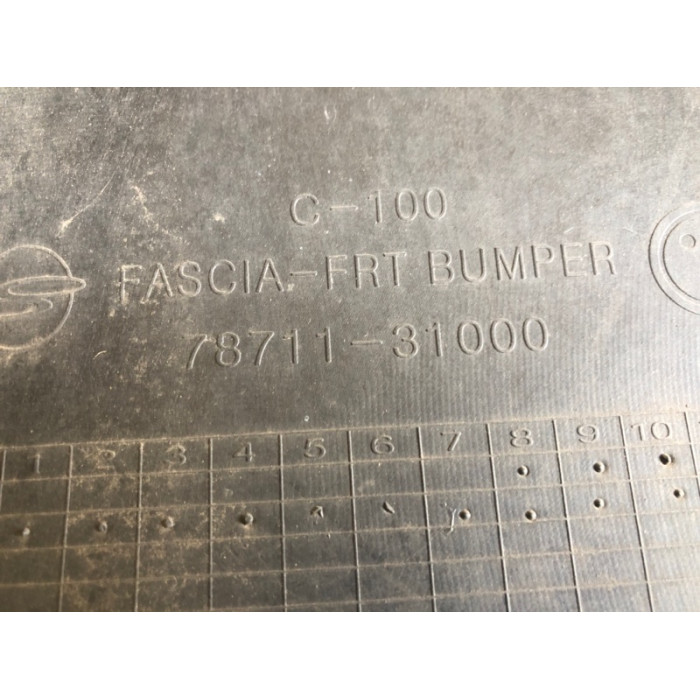 C-100
FASCIA-FRT BUMPER
78711-31000
1 2 3 4 5 6 7 8 9 10